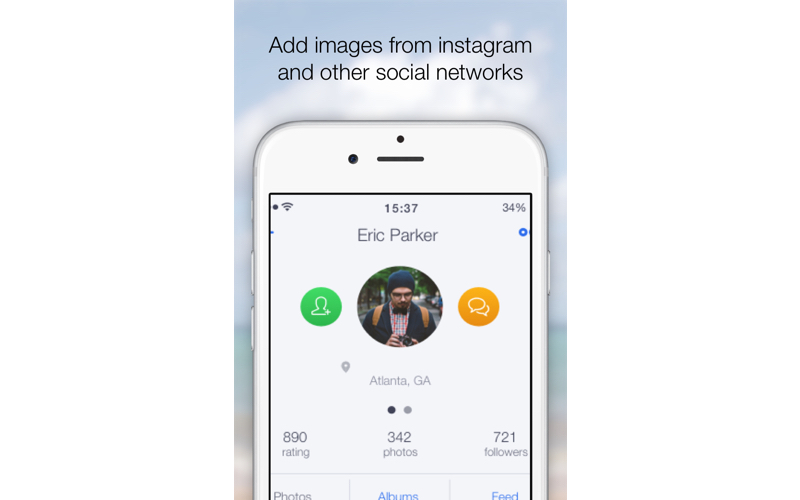 Add images from instagram
and other social networks
15:37 34%
Eric Parker
Atlanta, GA
890 342 721
rating photos followers
Photos Albums Feed